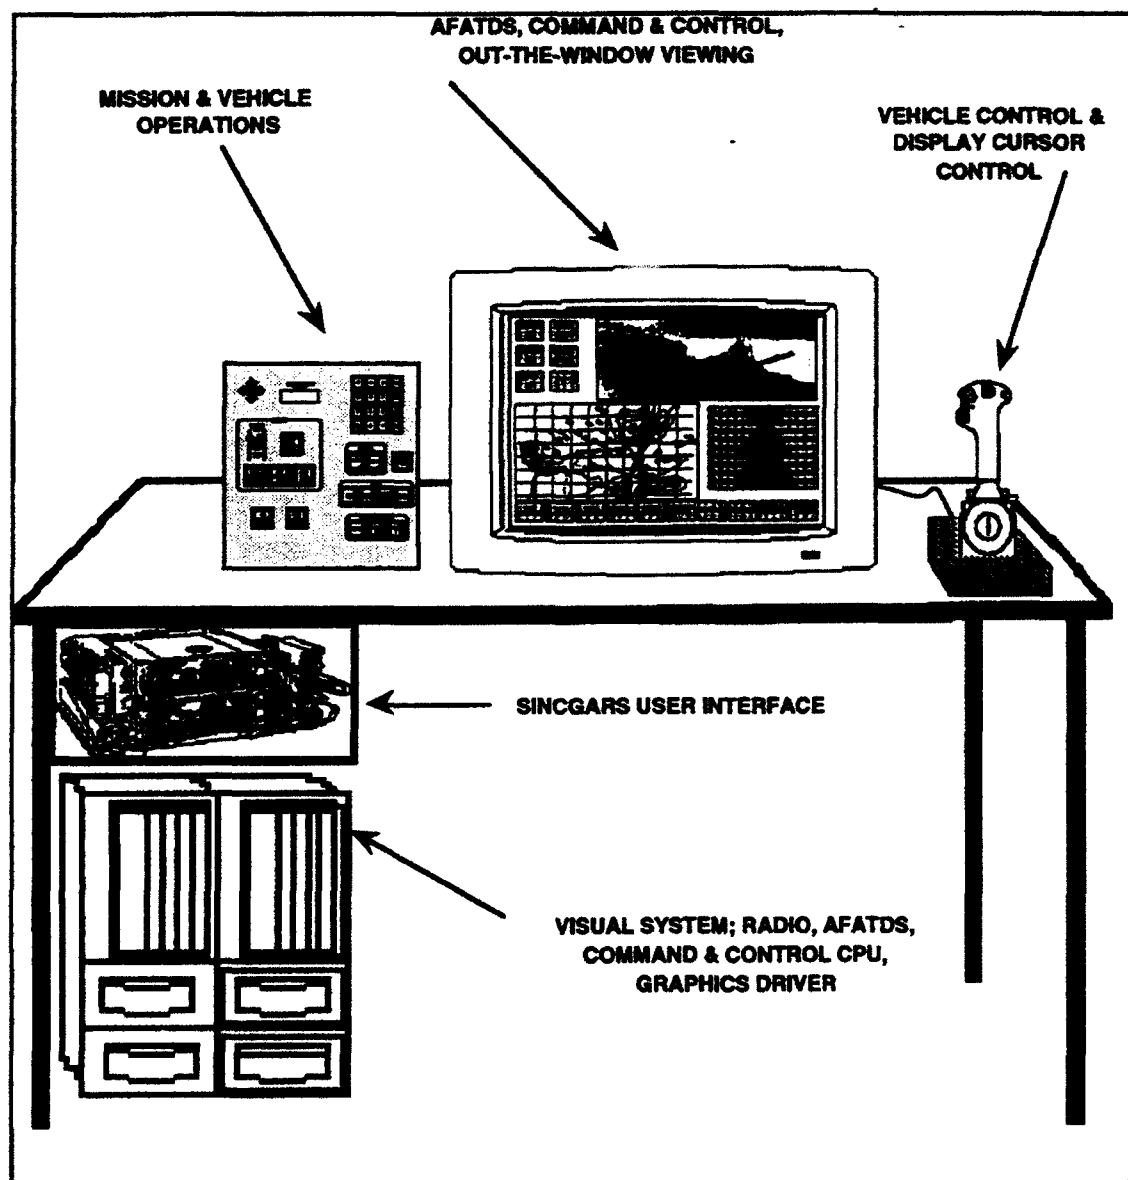 AFATDS, COMMAND & CONTROL,
OUT-THE-WINDOW VIEWING
MISSION & VEHICLE
OPERATIONS
VEHICLE CONTROL &
DISPLAY CURSOR
CONTROL
SINCGARS USER INTERFACE
VISUAL SYSTEM; RADIO, AFATDS,
COMMAND & CONTROL CPU,
GRAPHICS DRIVER